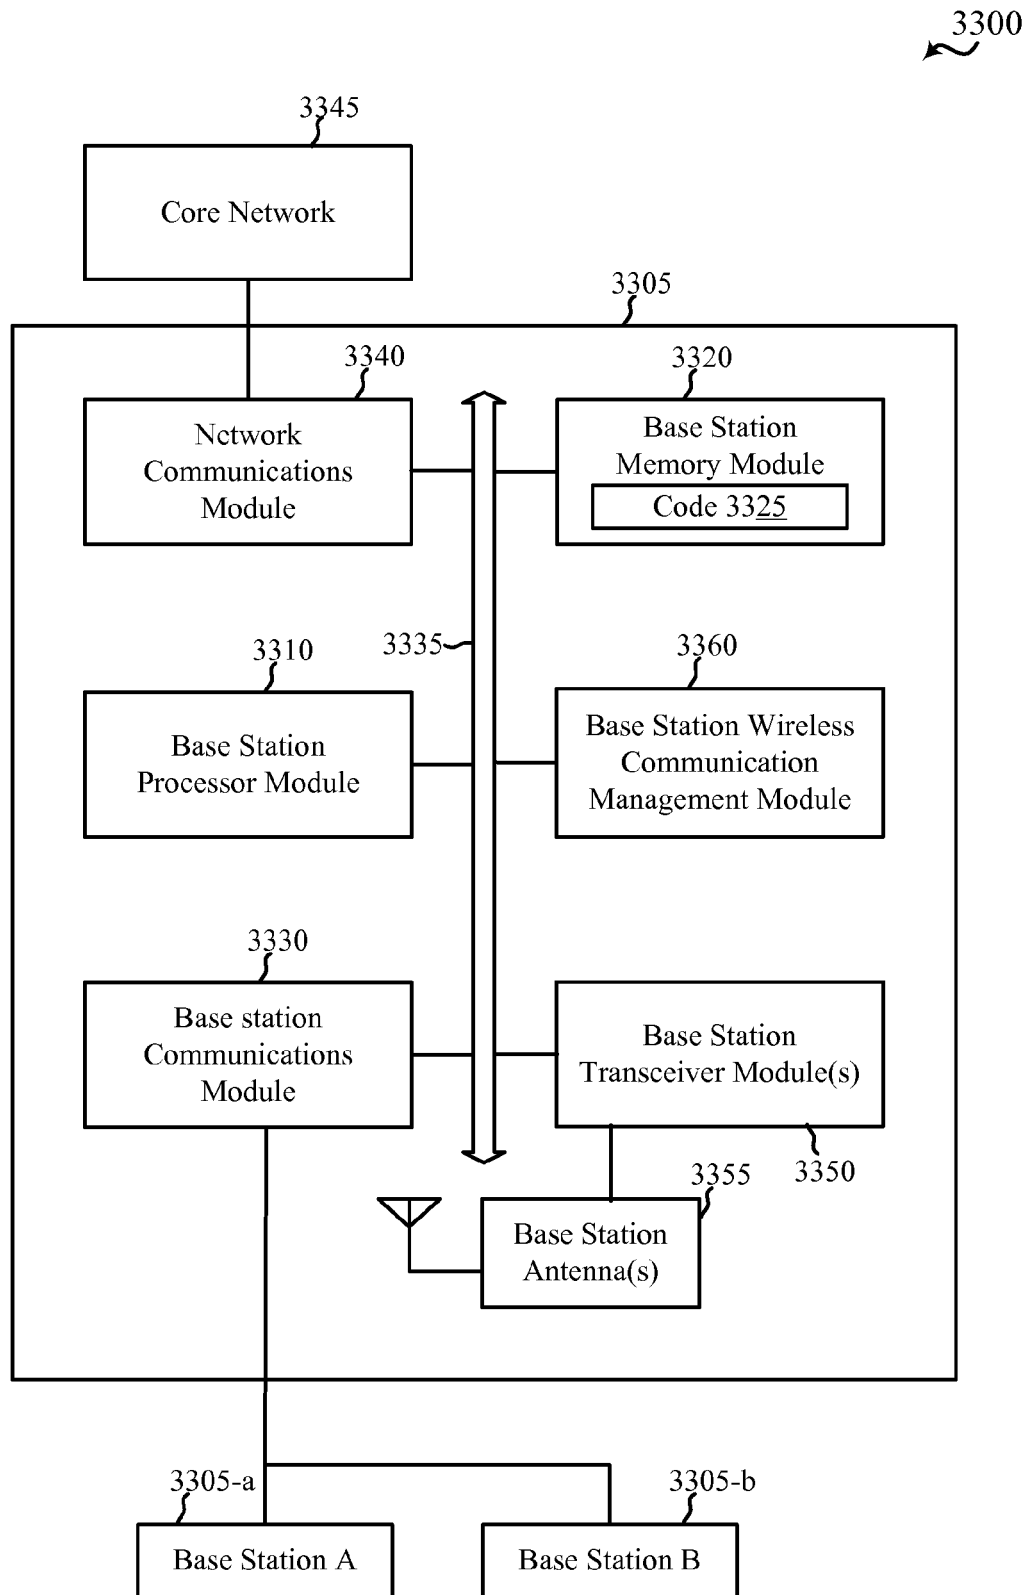 3300
3345
Core Network
3305
3340
3320
Network
Communications
Module
Base Station
Memory Module
Code 3325
3335
3310
3360
Base Station
Processor Module
Base Station Wireless
Communication
Management Module
3330
Base station
Communications
Module
Base Station
Transceiver Module(s)
3350
3355
Base Station
Antenna(s)
3305-a
3305-b
Base Station A
Base Station B